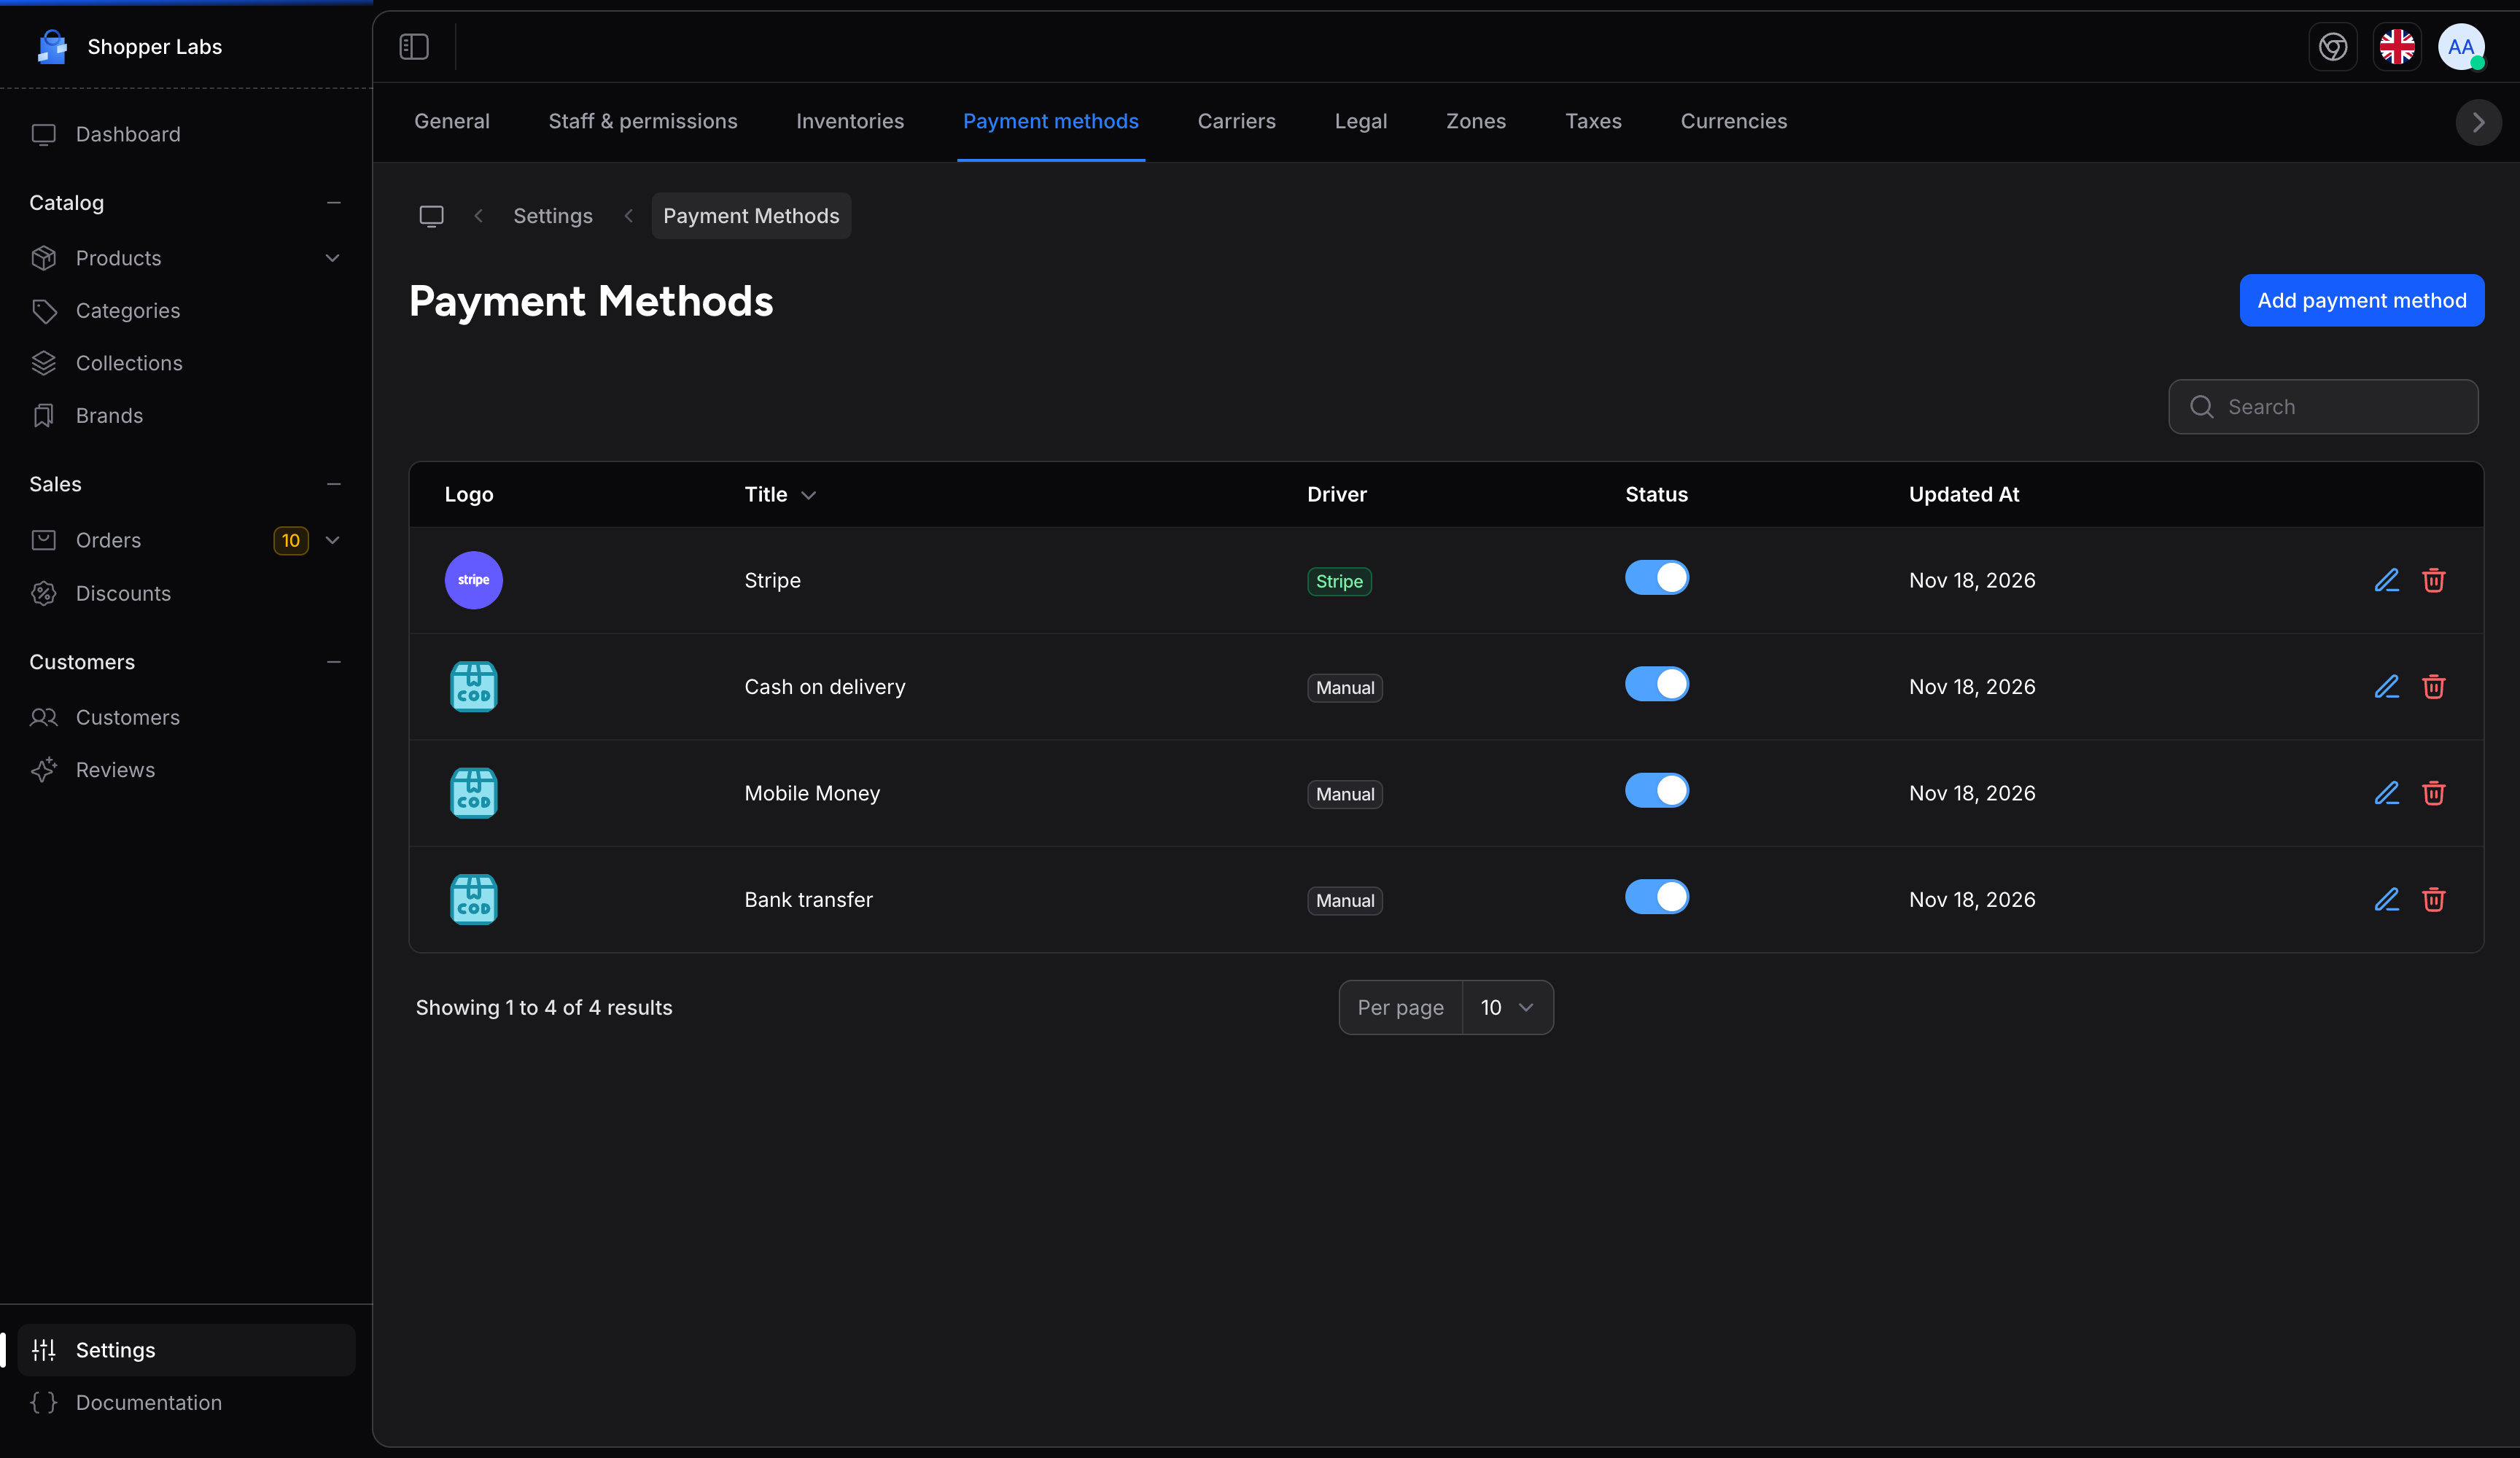 Shopper Labs
AA
Dashboard
Catalog
Products
Categories
Collections
Brands
Sales
Orders 10
Discounts
Customers
Customers
Reviews
Settings
Documentation
General Staff & permissions Inventories Payment methods Carriers Legal Zones Taxes Currencies
Settings Payment Methods
Payment Methods
Add payment method
Search
Logo Title Driver Status Updated At
stripe Stripe Stripe Nov 18, 2026
COD Cash on delivery Manual Nov 18, 2026
COD Mobile Money Manual Nov 18, 2026
COD Bank transfer Manual Nov 18, 2026
Showing 1 to 4 of 4 results
Per page 10